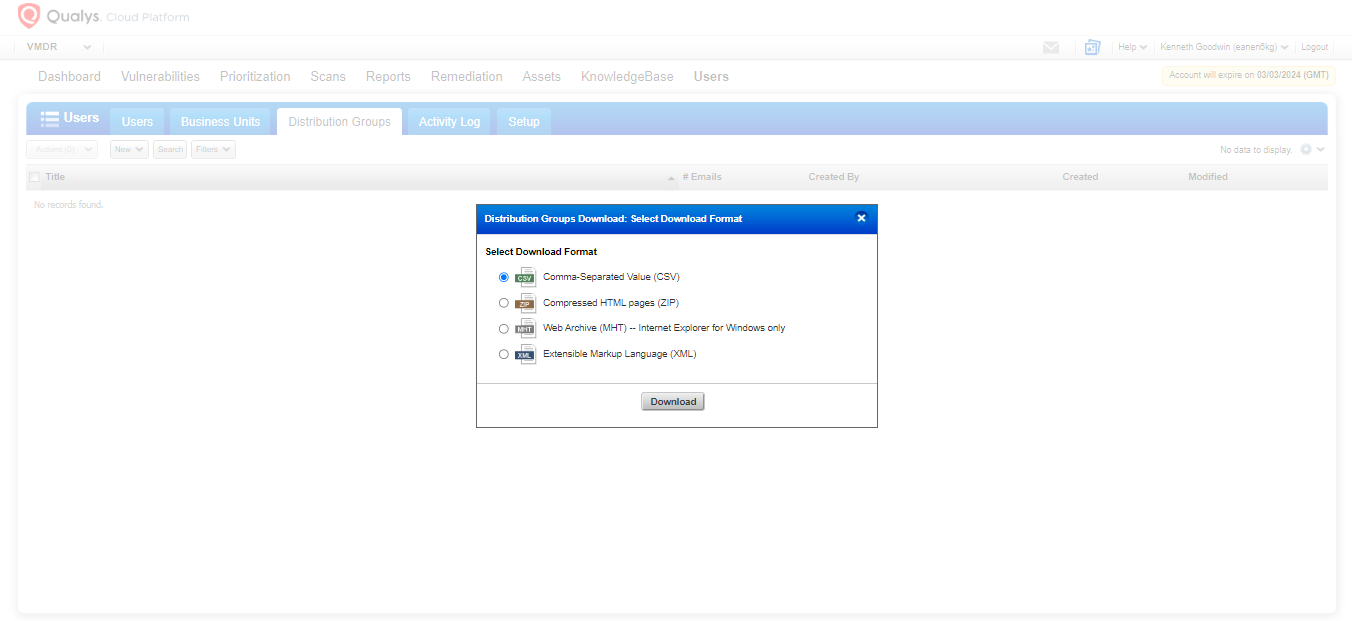 Qualys. Cloud Platform
VMDR
Help
Kenneth Goodwin (eaner6kg)
Logout
Dashboard Vulnerabilities Prioritization Scans Reports Remediation Assets KnowledgeBase Users
Account will expire on 03/03/2024 (GMT)
Users Users Business Units Distribution Groups Activity Log Setup
Actions (0) New Search Filters No data to display.
Title # Emails Created By Created Modified
No records found.
Distribution Groups Download: Select Download Format
Select Download Format
CSV Comma-Separated Value (CSV)
ZIP Compressed HTML pages (ZIP)
MHT Web Archive (MHT) -- Internet Explorer for Windows only
XML Extensible Markup Language (XML)
Download